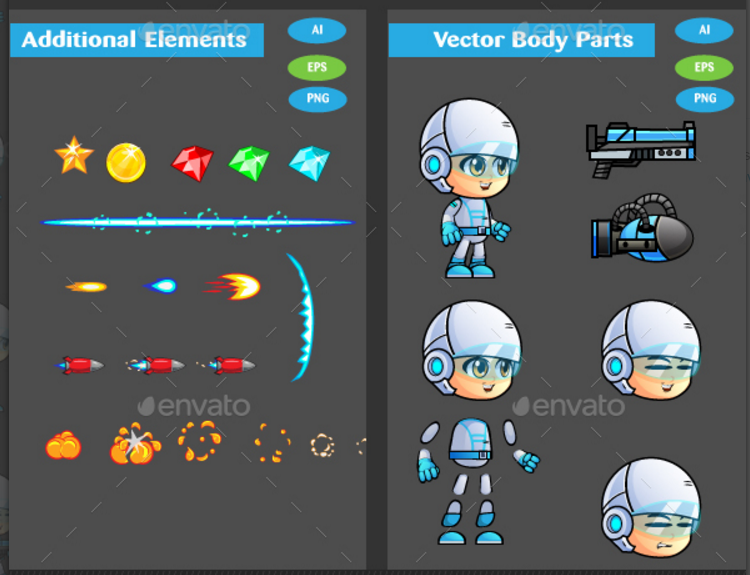 Additional Elements
AI
EPS
PNG
envato
envato
Vector Body Parts
AI
EPS
PNG
envato
envato